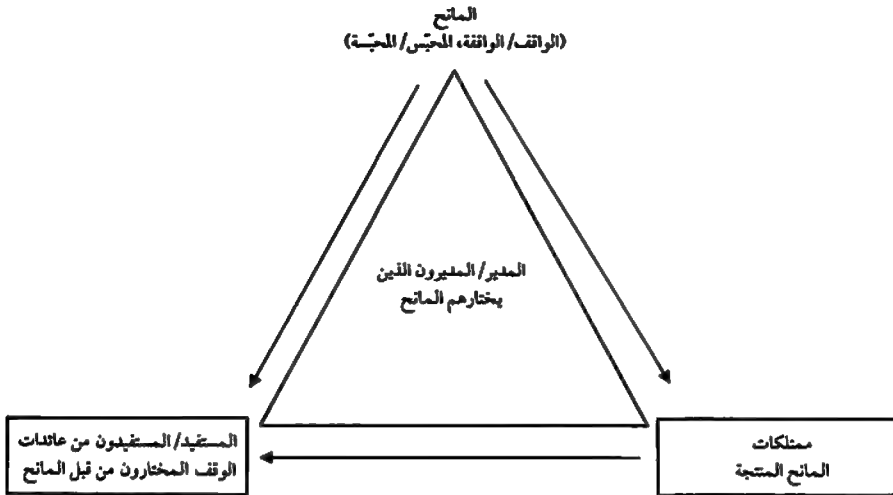 المانح
(الواقف/ الواقفة، المحبّس/ المحبّسة)
المدير/ المديرون الذين
يختارهم المانح
ممتلكات
المانح المنتجة
المستفيد/ المستفيدون من عائدات
الوقف المختارون من قبل المانح